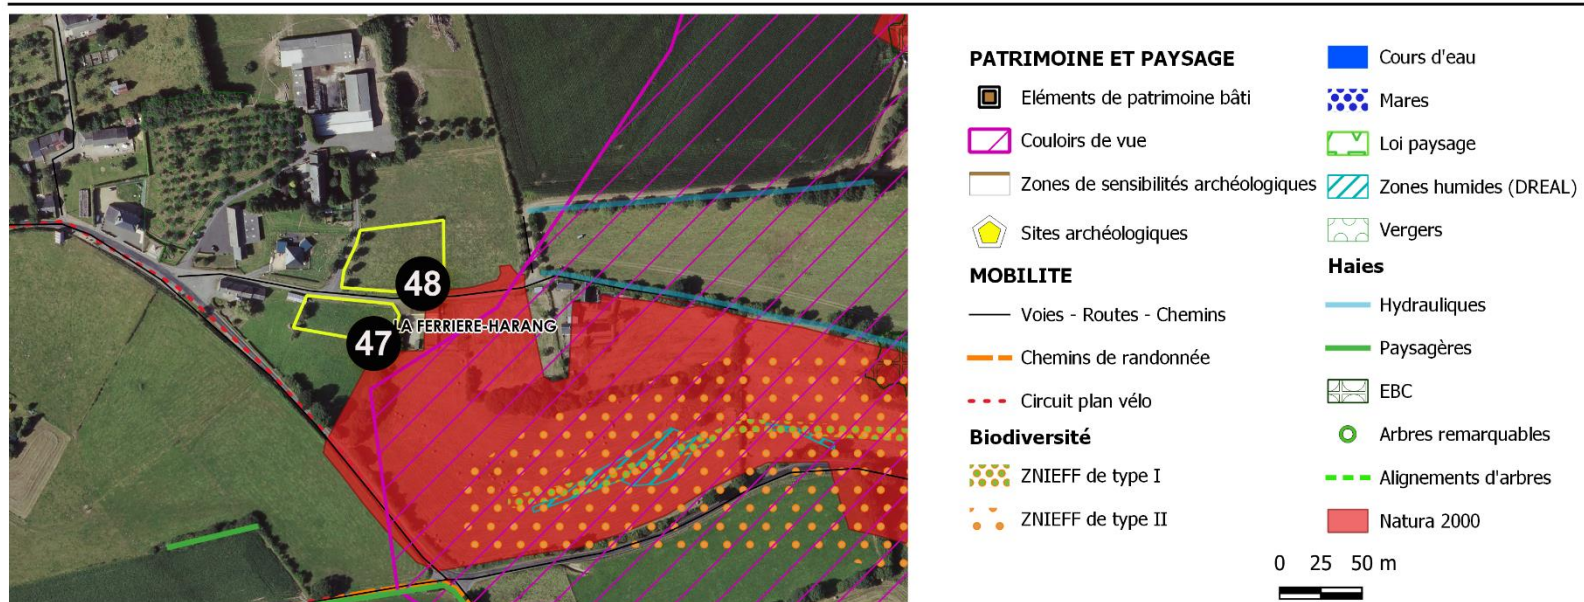 48
47
LA FERRIERE-HARANG
PATRIMOINE ET PAYSAGE
Eléments de patrimoine bâti
Couloirs de vue
Zones de sensibilités archéologiques
Sites archéologiques
MOBILITE
Voies - Routes - Chemins
Chemins de randonnée
Circuit plan vélo
Biodiversité
ZNIEFF de type I
ZNIEFF de type II
Cours d'eau
Mares
Loi paysage
Zones humides (DREAL)
Vergers
Haies
Hydrauliques
Paysagères
EBC
Arbres remarquables
Alignements d'arbres
Natura 2000
0 25 50 m